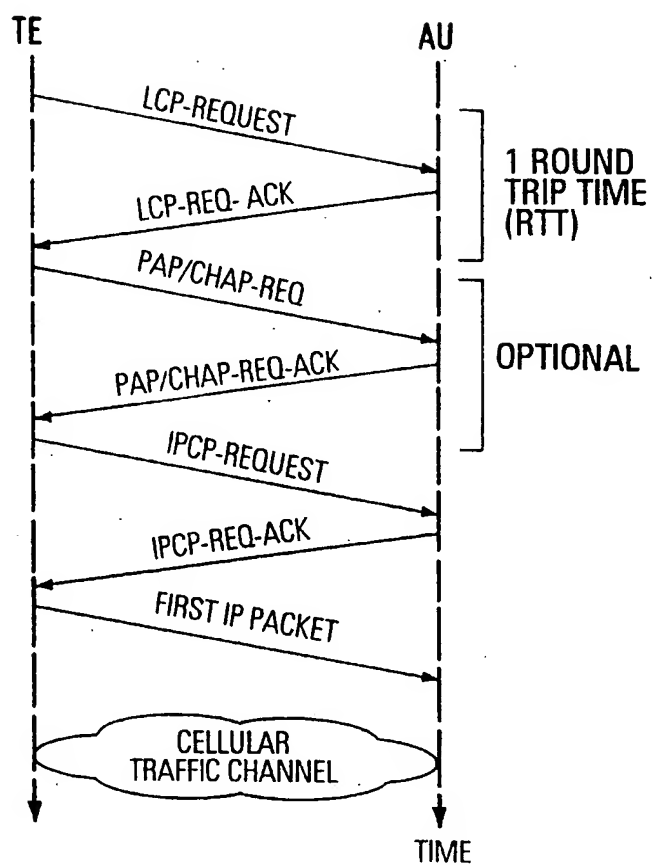 TE
AU
LCP-REQUEST
1 ROUND
TRIP TIME
(RTT)
LCP-REQ- ACK
PAP/CHAP-REQ
OPTIONAL
PAP/CHAP-REQ-ACK
IPCP-REQUEST
IPCP-REQ-ACK
FIRST IP PACKET
CELLULAR
TRAFFIC CHANNEL
TIME